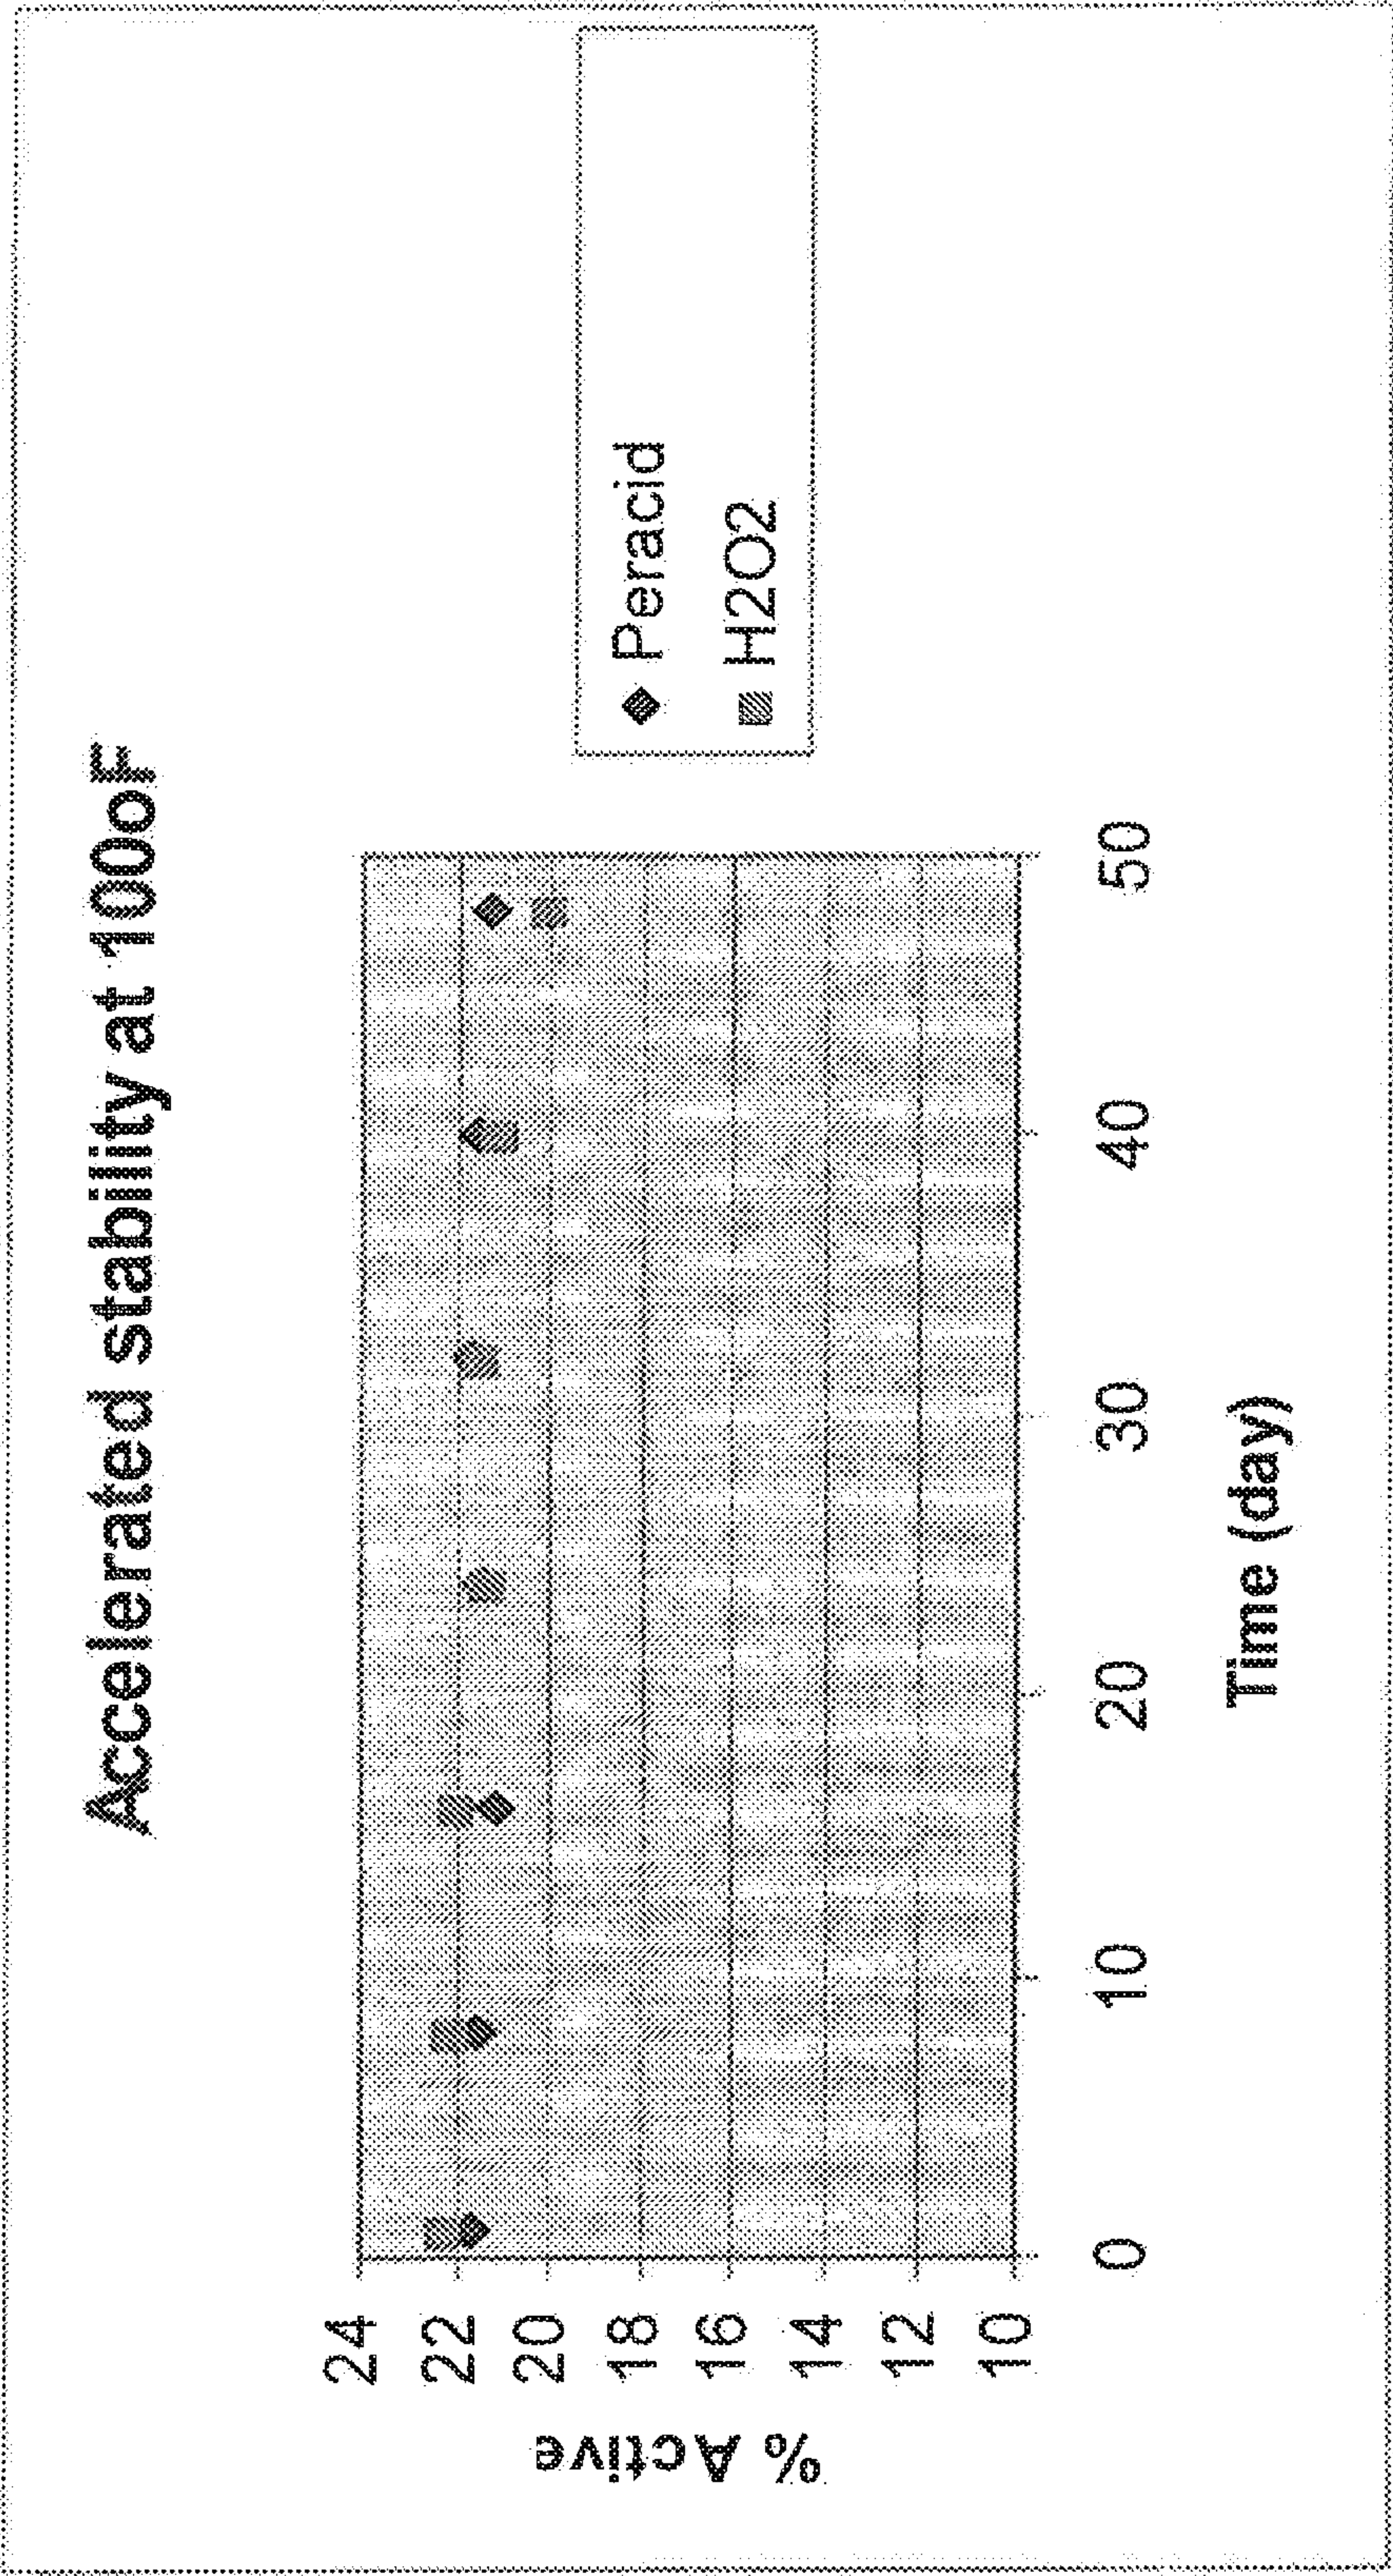 Accelerated stability at 100oF
% Active
24
22
20
18
16
14
12
10
0
10
20
30
40
50
Time (day)
Peracid
H2O2